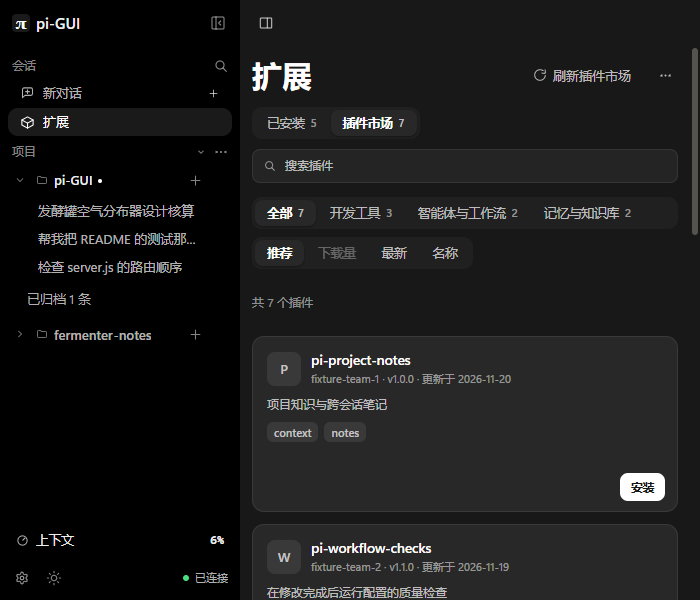 π pi-GUI
会话
新对话
扩展
项目
pi-GUI
发酵罐空气分布器设计核算
帮我把 README 的测试那...
检查 server.js 的路由顺序
已归档 1 条
fermenter-notes
上下文 6%
已连接
扩展
刷新插件市场
已安装 5 插件市场 7
搜索插件
全部 7 开发工具 3 智能体与工作流 2 记忆与知识库 2
推荐 下载量 最新 名称
共 7 个插件
P
pi-project-notes
fixture-team-1 · v1.0.0 · 更新于 2026-11-20
项目知识与跨会话笔记
context notes
安装
W
pi-workflow-checks
fixture-team-2 · v1.1.0 · 更新于 2026-11-19
在修改完成后运行配置的质量检查